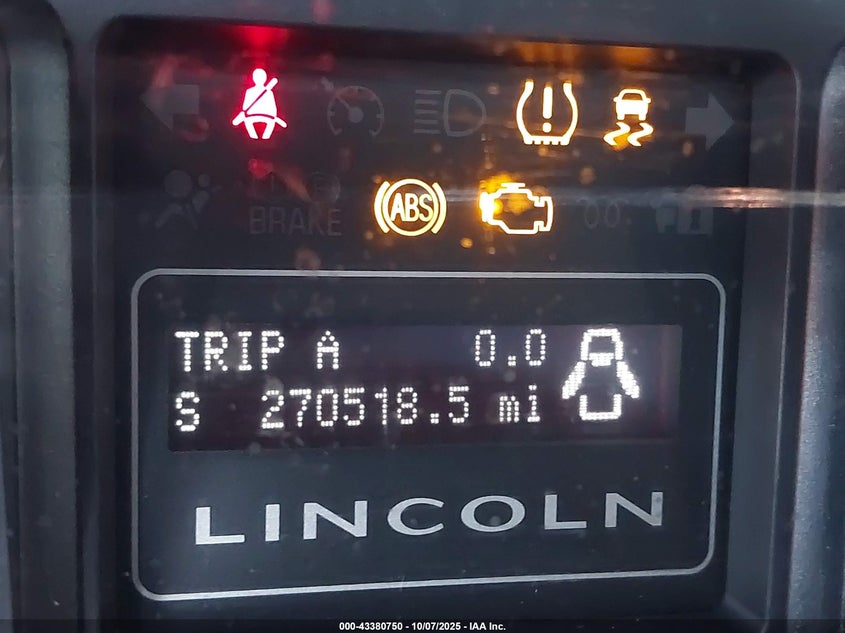 BRAKE
ABS
TRIP A 0.0
S 270518.5 mi
LINCOLN
000-43380750 - 10/07/2025 - IAA Inc.